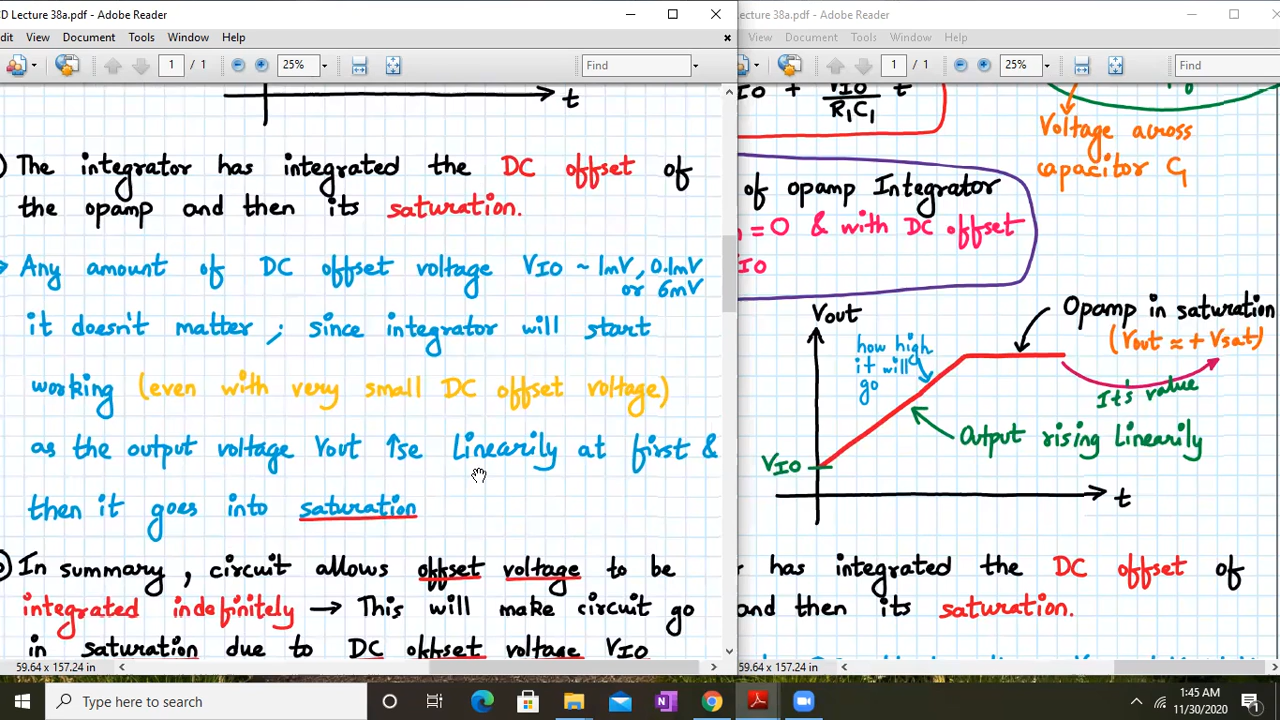 CD Lecture 38a.pdf - Adobe Reader
dit View Document Tools Window Help
1 / 1 25% Find
t
The integrator has integrated the DC offset of
the opamp and then its saturation.
Any amount of DC offset voltage VIO ~ 1mV, 0.1mV
or 6mV
it doesn't matter ; since integrator will start
working (even with very small DC offset voltage)
as the output voltage Vout ↑se Linearily at first &
then it goes into saturation
In summary, circuit allows offset voltage to be
integrated indefinitely → This will make circuit go
in saturation due to DC offset voltage VIO
59.64 x 157.24 in
Lecture 38a.pdf - Adobe Reader
View Document Tools Window Help
1 / 1 25% Find
IO + VIO
R1C1 t
Voltage across
capacitor C1
of opamp Integrator
= 0 & with DC offset
IO
Vout
how high
it will
go
Opamp in saturation
(Vout ≈ + Vsat)
It's value
Output rising Linearily
VIO
t
has integrated the DC offset of
and then its saturation.
59.64 x 157.24 in
Type here to search
1:45 AM
11/30/2020
1